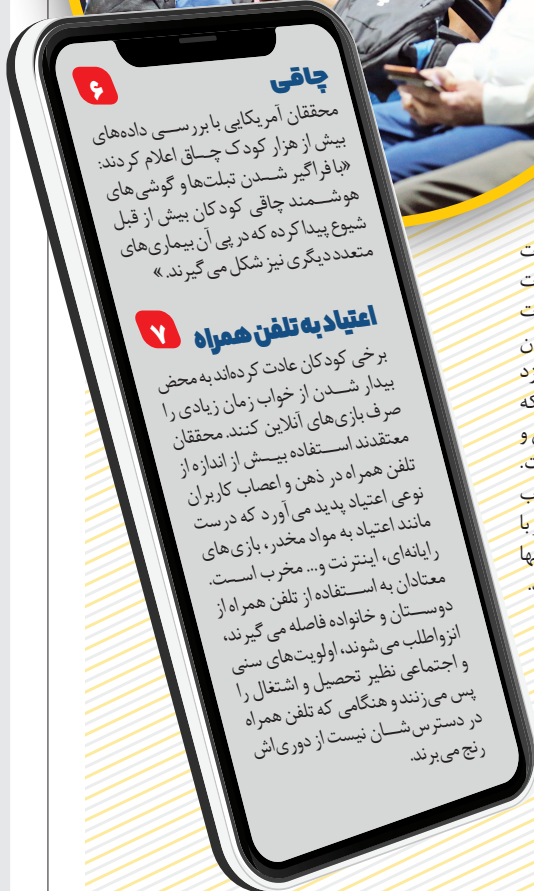 ۶
چاقی
محققان آمریکایی با بررسی داده‌های
بیش از هزار کودک چاق اعلام کردند:
«با فراگیر شدن تبلت‌ها و گوشی‌های
هوشمند چاقی کودکان بیش از قبل
شیوع پیدا کرده که در پی آن بیماری‌های
متعدد دیگری نیز شکل می‌گیرند.»
۷
اعتیاد به تلفن همراه
برخی کودکان عادت کرده‌اند به محض
بیدار شدن از خواب زمان زیادی را
صرف بازی‌های آنلاین کنند. محققان
معتقدند استفاده بیش از اندازه از
تلفن همراه در ذهن و اعصاب کاربران
نوعی اعتیاد پدید می‌آورد که درست
مانند اعتیاد به مواد مخدر، بازی‌های
رایانه‌ای، اینترنت و... مخرب است.
معتادان به استفاده از تلفن همراه از
دوستان و خانواده فاصله می‌گیرند،
انزواطلب می‌شوند، اولویت‌های سنی
و اجتماعی نظیر تحصیل و اشتغال را
پس می‌زنند و هنگامی که تلفن همراه
در دسترس‌شان نیست از دوری‌اش
رنج می‌برند.